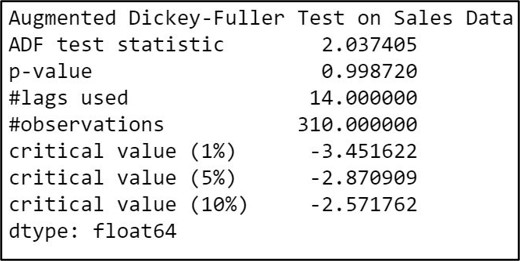 Augmented Dickey-Fuller Test on Sales Data
ADF test statistic 2.037405
p-value 0.998720
#lags used 14.000000
#observations 310.000000
critical value (1%) -3.451622
critical value (5%) -2.870909
critical value (10%) -2.571762
dtype: float64